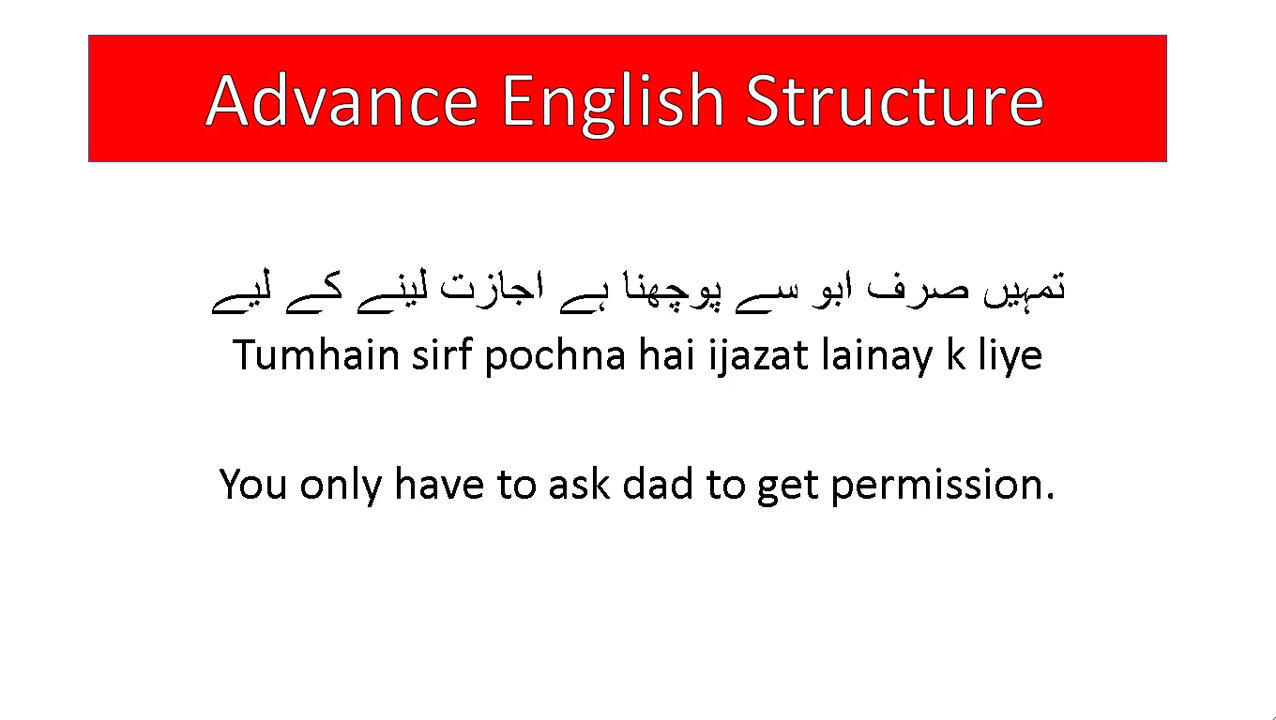 Advance English Structure
تمہیں صرف ابو سے پوچھنا ہے اجازت لینے کے لیے
Tumhain sirf pochna hai ijazat lainay k liye
You only have to ask dad to get permission.